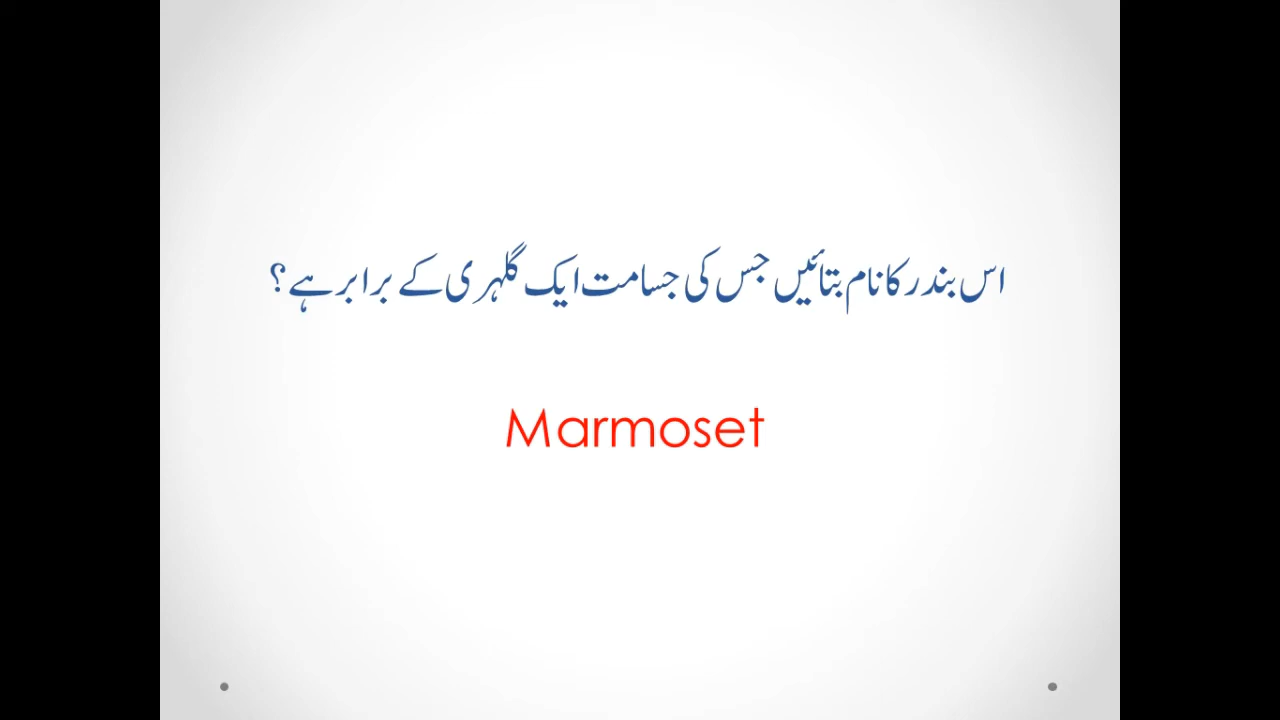 اس بندر کا نام بتائیں جس کی جسامت ایک گلہری کے برابر ہے؟
Marmoset